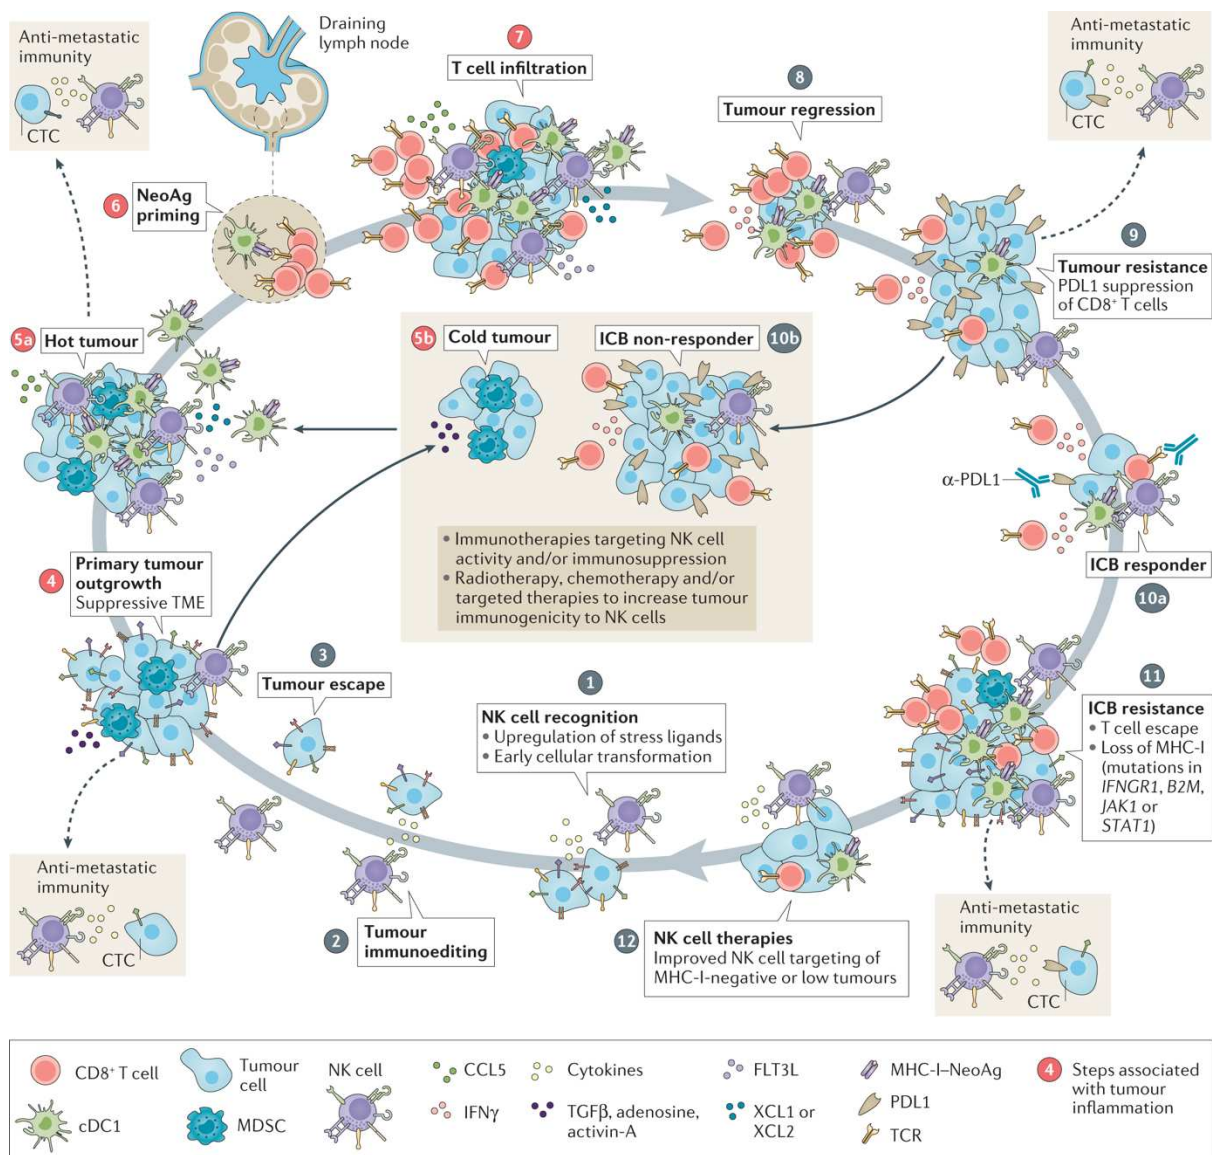 Anti-metastatic
immunity
CTC
Draining
lymph node
7
T cell infiltration
8
Tumour regression
Anti-metastatic
immunity
CTC
6
NeoAg
priming
9
Tumour resistance
PDL1 suppression
of CD8⁺ T cells
5a
Hot tumour
5b
Cold tumour
ICB non-responder
10b
α-PDL1
ICB responder
10a
• Immunotherapies targeting NK cell
activity and/or immunosuppression
• Radiotherapy, chemotherapy and/or
targeted therapies to increase tumour
immunogenicity to NK cells
4
Primary tumour
outgrowth
Suppressive TME
3
Tumour escape
1
NK cell recognition
• Upregulation of stress ligands
• Early cellular transformation
11
ICB resistance
• T cell escape
• Loss of MHC-I
(mutations in
IFNGR1, B2M,
JAK1 or
STAT1)
Anti-metastatic
immunity
CTC
2
Tumour
immunoediting
12
NK cell therapies
Improved NK cell targeting of
MHC-I-negative or low tumours
Anti-metastatic
immunity
CTC
CD8⁺ T cell
Tumour
cell
NK cell
CCL5
Cytokines
FLT3L
MHC-I–NeoAg
4
Steps associated
with tumour
inflammation
cDC1
MDSC
IFNγ
TGFβ, adenosine,
activin-A
XCL1 or
XCL2
PDL1
TCR